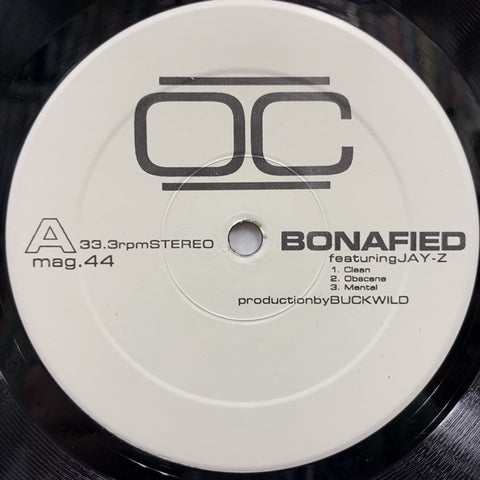 OC
A 33.3rpmSTEREO
mag.44
BONAFIED
featuringJAY-Z
1. Clean
2. Obscene
3. Mental
productionbyBUCKWILD